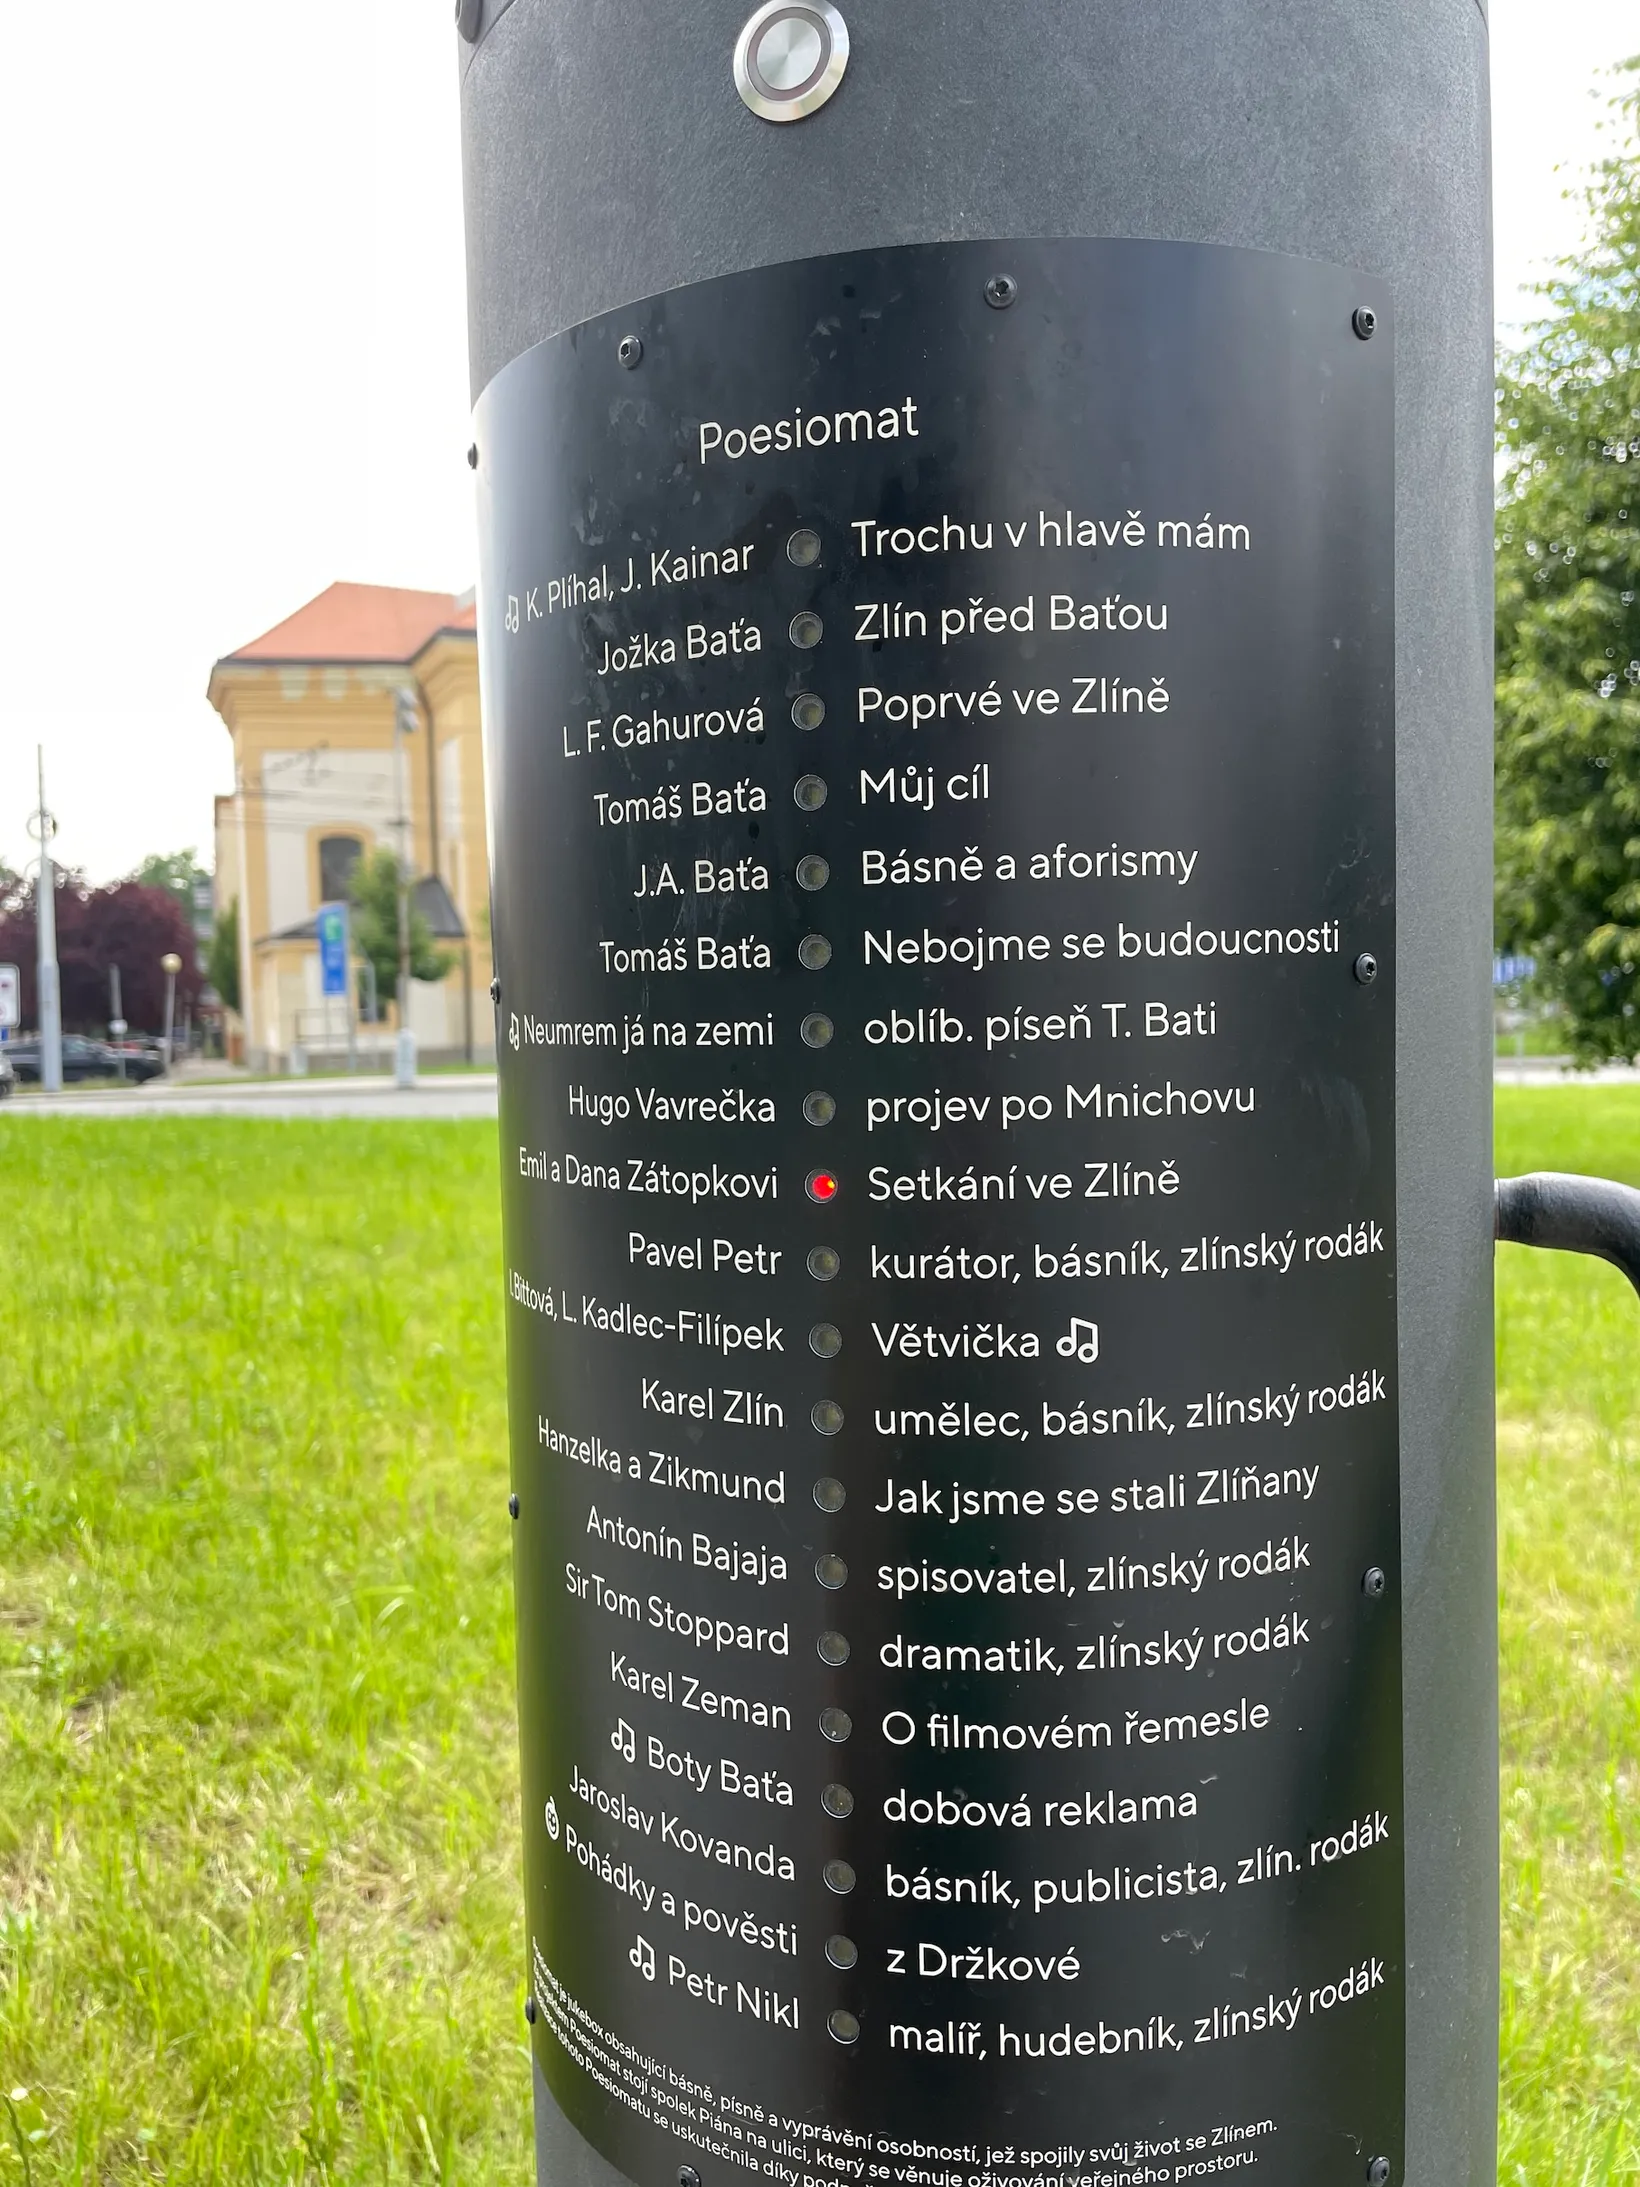 Poesiomat
K. Plíhal, J. Kainar Trochu v hlavě mám
Jožka Baťa Zlín před Baťou
L. F. Gahurová Poprvé ve Zlíně
Tomáš Baťa Můj cíl
J.A. Baťa Básně a aforismy
Tomáš Baťa Nebojme se budoucnosti
Neumrem já na zemi oblíb. píseň T. Bati
Hugo Vavrečka projev po Mnichovu
Emil a Dana Zátopkovi Setkání ve Zlíně
Pavel Petr kurátor, básník, zlínský rodák
I. Bittová, L. Kadlec-Filípek Větvička
Karel Zlín umělec, básník, zlínský rodák
Hanzelka a Zikmund Jak jsme se stali Zlíňany
Antonín Bajaja spisovatel, zlínský rodák
Sir Tom Stoppard dramatik, zlínský rodák
Karel Zeman O filmovém řemesle
Boty Baťa dobová reklama
Jaroslav Kovanda básník, publicista, zlín. rodák
Pohádky a pověsti z Držkové
Petr Nikl malíř, hudebník, zlínský rodák
Poesiomat je jukebox obsahující básně, písně a vyprávění osobností, jež spojily svůj život se Zlínem.
Za projektem Poesiomat stojí spolek Piána na ulici, který se věnuje oživování veřejného prostoru.
tohoto Poesiomatu se uskutečnila díky